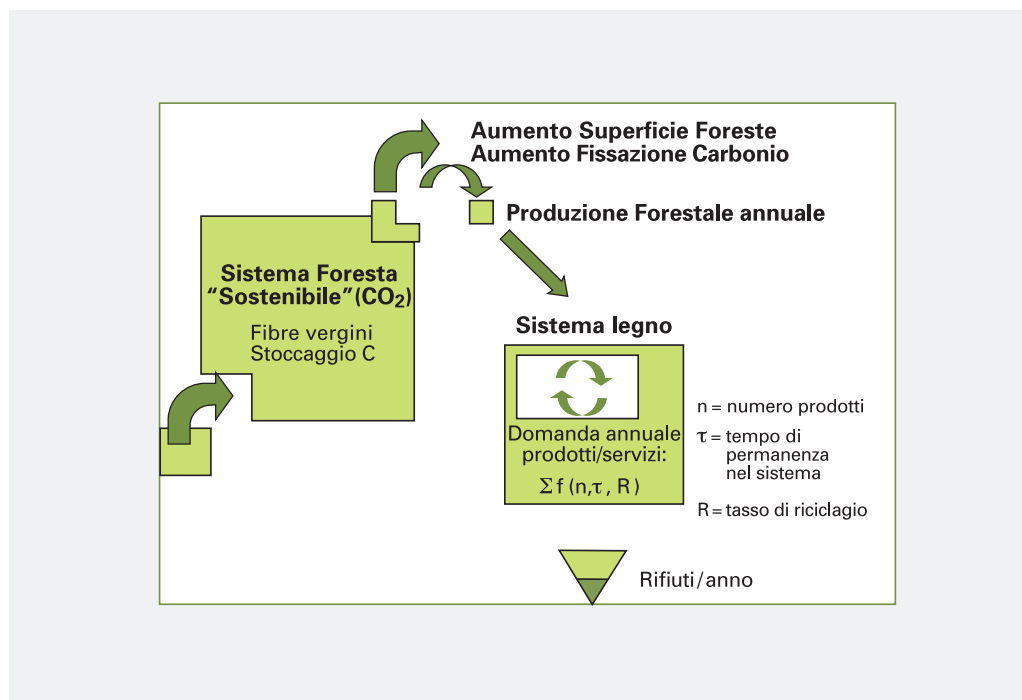 Aumento Superficie Foreste
Aumento Fissazione Carbonio
Produzione Forestale annuale
Sistema Foresta
“Sostenibile”(CO₂)
Fibre vergini
Stoccaggio C
Sistema legno
Domanda annuale
prodotti/servizi:
Σf (n,τ, R)
n = numero prodotti
τ = tempo di
permanenza
nel sistema
R = tasso di riciclagio
Rifiuti/anno